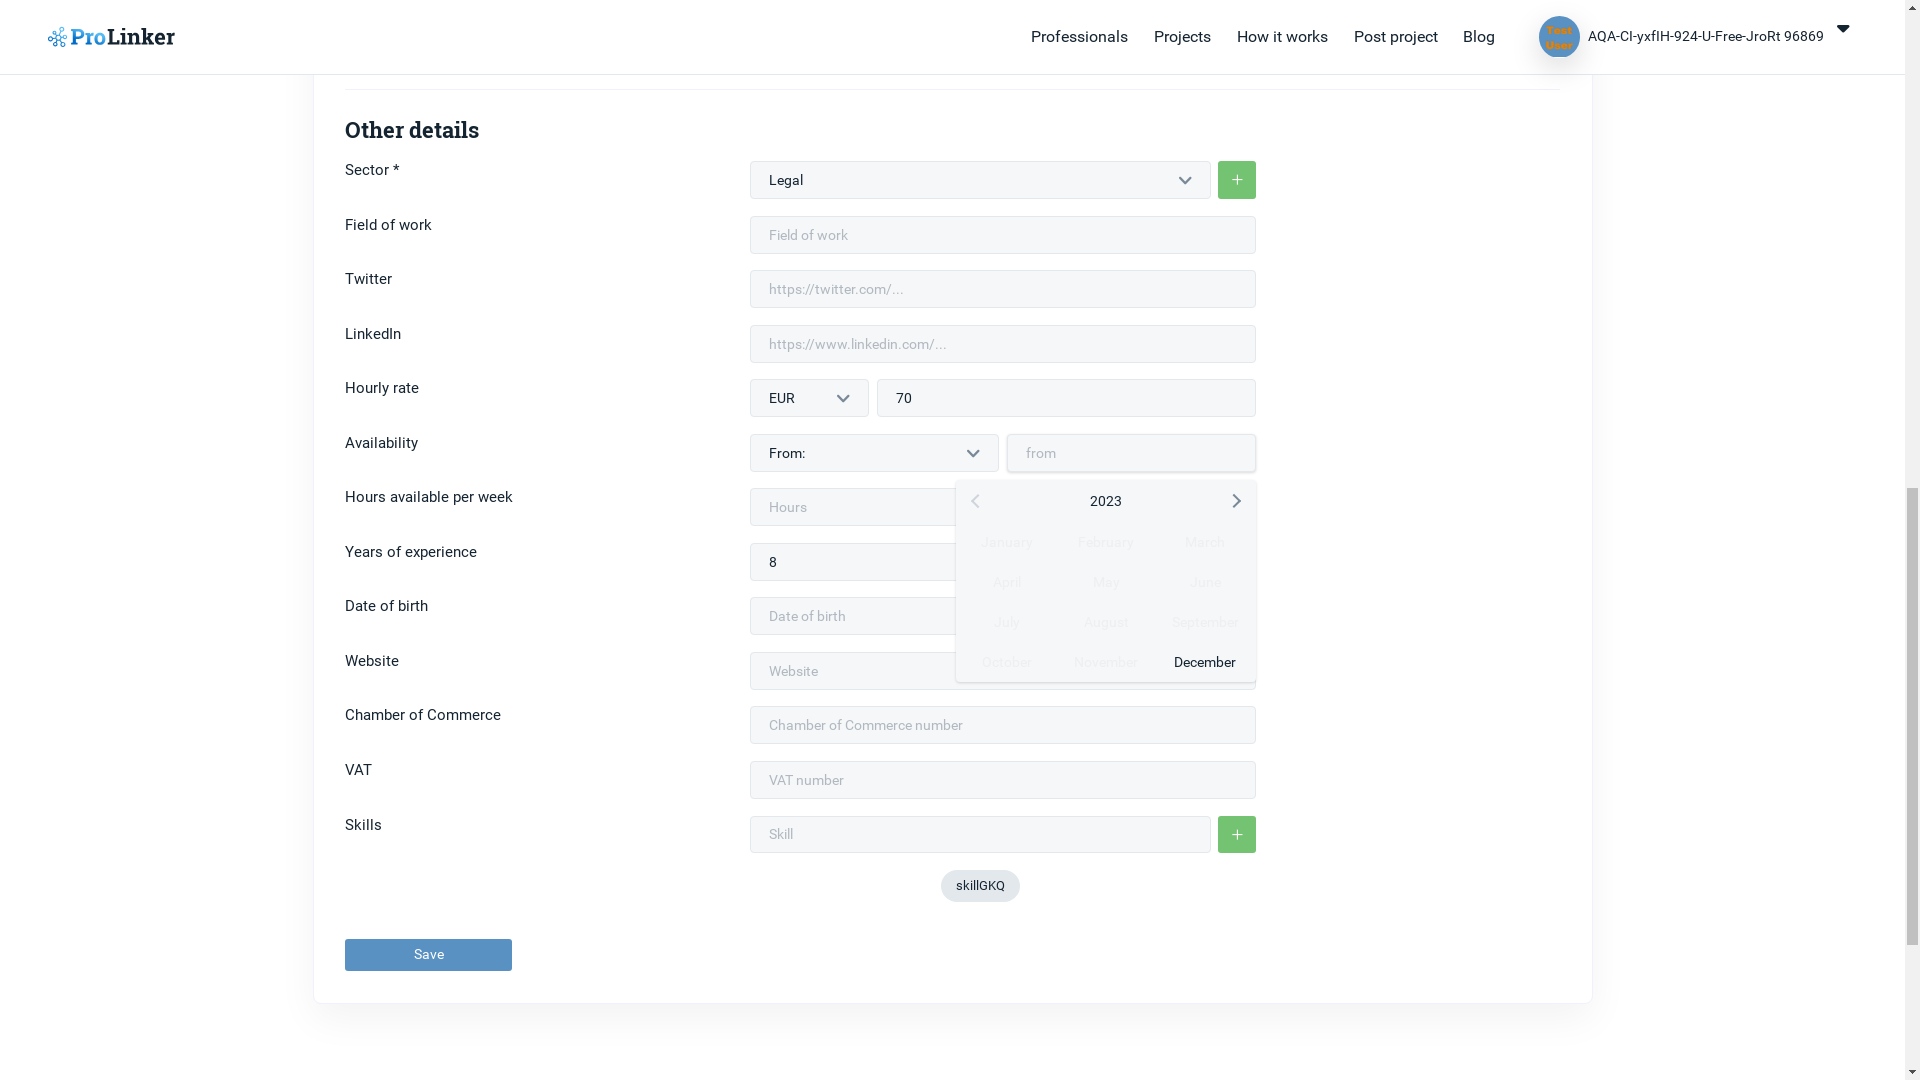 ProLinker
Professionals Projects How it works Post project Blog
Test User
AQA-CI-yxfIH-924-U-Free-JroRt 96869
Other details
Sector * Legal +
Field of work Field of work
Twitter https://twitter.com/...
LinkedIn https://www.linkedin.com/...
Hourly rate EUR 70
Availability From: from
Hours available per week Hours
2023
January February March
April May June
July August September
October November December
Years of experience 8
Date of birth Date of birth
Website Website
Chamber of Commerce Chamber of Commerce number
VAT VAT number
Skills Skill +
skillGKQ
Save